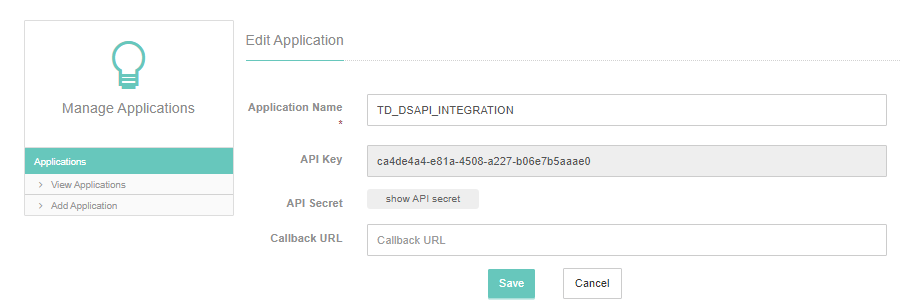 Edit Application
Manage Applications
Applications
View Applications
Add Application
Application Name
*
TD_DSAPI_INTEGRATION
API Key
ca4de4a4-e81a-4508-a227-b06e7b5aaae0
API Secret
show API secret
Callback URL
Callback URL
Save
Cancel